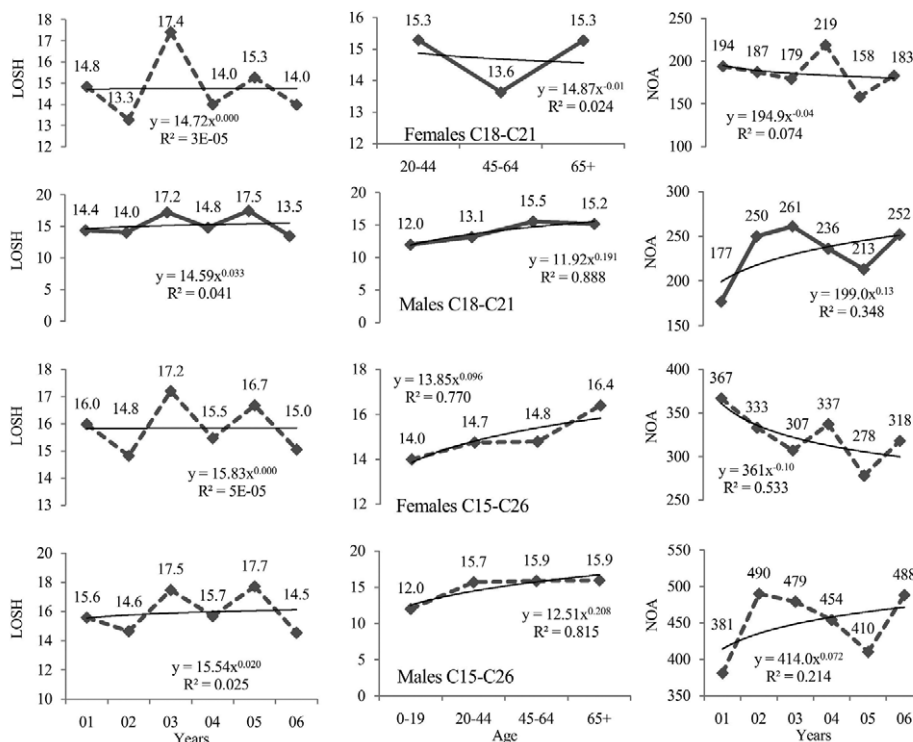 LOSH
18
17
16
15
14
13
12
14.8
13.3
17.4
14.0
15.3
14.0
y = 14.72x^0.000
R² = 3E-05
16
15
14
13
12
15.3
13.6
15.3
y = 14.87x^-0.01
R² = 0.024
Females C18-C21
20-44 45-64 65+
NOA
250
200
150
100
194
187
179
219
158
183
y = 194.9x^-0.04
R² = 0.074
LOSH
20
15
10
5
0
14.4
14.0
17.2
14.8
17.5
13.5
y = 14.59x^0.033
R² = 0.041
20
15
10
5
0
12.0
13.1
15.5
15.2
y = 11.92x^0.191
R² = 0.888
Males C18-C21
NOA
300
250
200
150
177
250
261
236
213
252
y = 199.0x^0.13
R² = 0.348
LOSH
18
17
16
15
14
13
12
16.0
14.8
17.2
15.5
16.7
15.0
y = 15.83x^0.000
R² = 5E-05
18
16
14
12
y = 13.85x^0.096
R² = 0.770
14.0
14.7
14.8
16.4
Females C15-C26
NOA
400
350
300
250
367
333
307
337
278
318
y = 361x^-0.10
R² = 0.533
LOSH
20
18
16
14
12
10
15.6
14.6
17.5
15.7
17.7
14.5
y = 15.54x^0.020
R² = 0.025
01 02 03 04 05 06
Years
20
15
10
5
0
12.0
15.7
15.9
15.9
y = 12.51x^0.208
R² = 0.815
Males C15-C26
0-19 20-44 45-64 65+
Age
NOA
550
500
450
400
350
381
490
479
454
410
488
y = 414.0x^0.072
R² = 0.214
01 02 03 04 05 06
Years